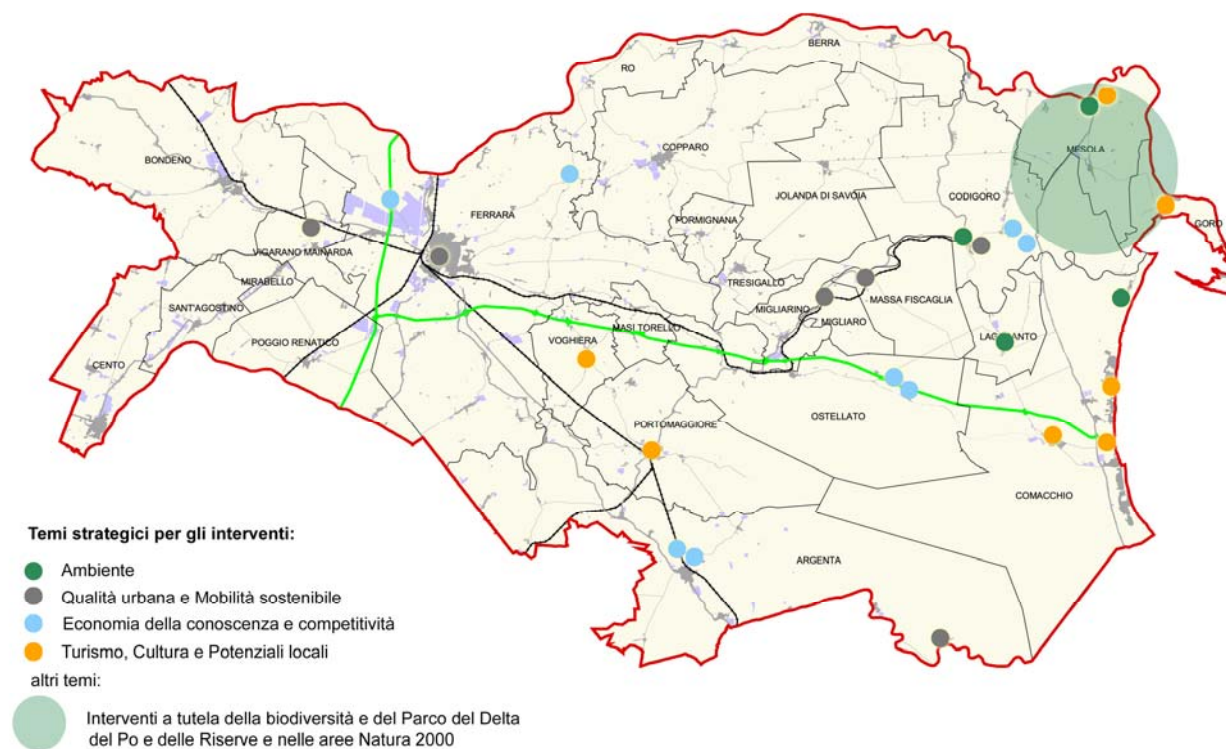 BERRA
RO
COPPARO
MESOLA
BONDENO
JOLANDA DI SAVOIA
CODIGORO
FERRARA
FORMIGNANA
GORO
VIGARANO MAINARDA
MIRABELLO
TRESIGALLO
MASSA FISCAGLIA
SANT'AGOSTINO
MIGLIARINO
MIGLIARO
MASI TORELLO
LAGOSANTO
VOGHIERA
POGGIO RENATICO
CENTO
OSTELLATO
PORTOMAGGIORE
COMACCHIO
ARGENTA
Temi strategici per gli interventi:
Ambiente
Qualità urbana e Mobilità sostenibile
Economia della conoscenza e competitività
Turismo, Cultura e Potenziali locali
altri temi:
Interventi a tutela della biodiversità e del Parco del Delta
del Po e delle Riserve e nelle aree Natura 2000